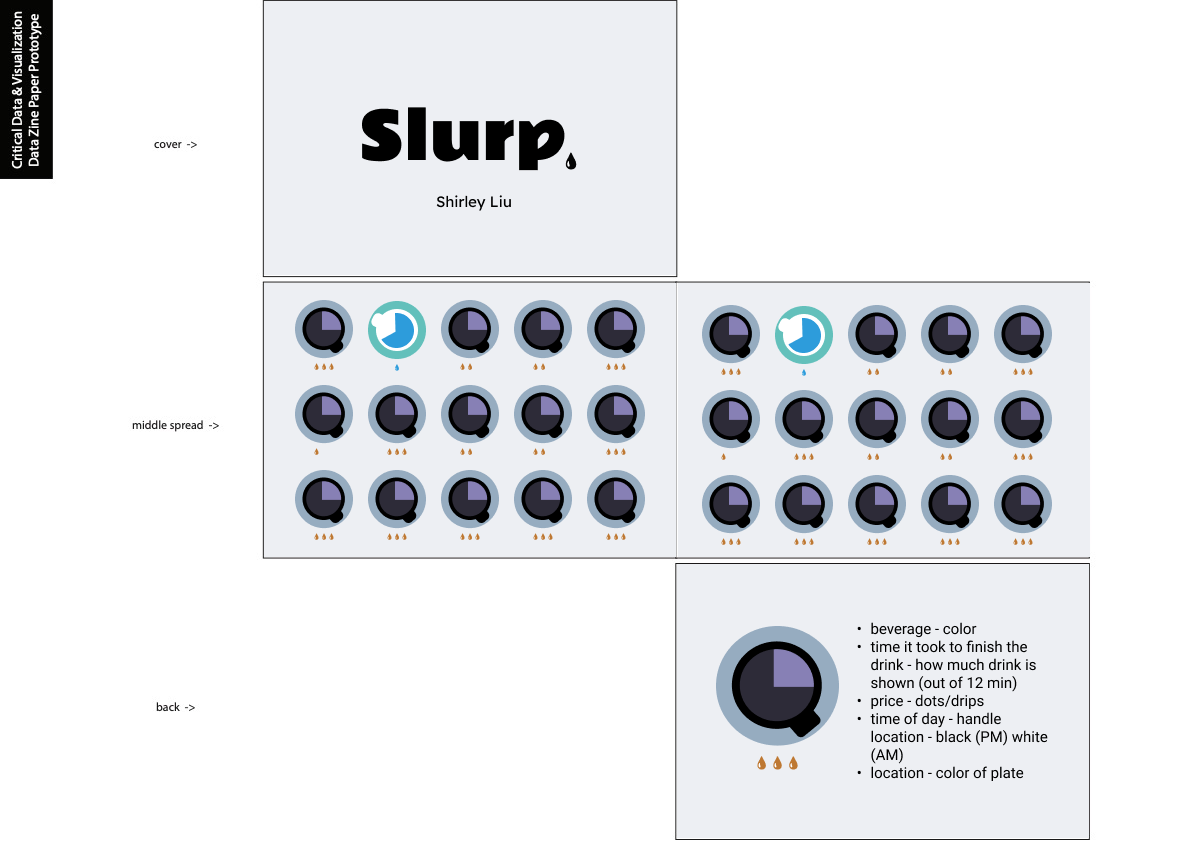 Critical Data & Visualization
Data Zine Paper Prototype
cover ->
Slurp
Shirley Liu
middle spread ->
back ->
• beverage - color
• time it took to finish the
drink - how much drink is
shown (out of 12 min)
• price - dots/drips
• time of day - handle
location - black (PM) white
(AM)
• location - color of plate